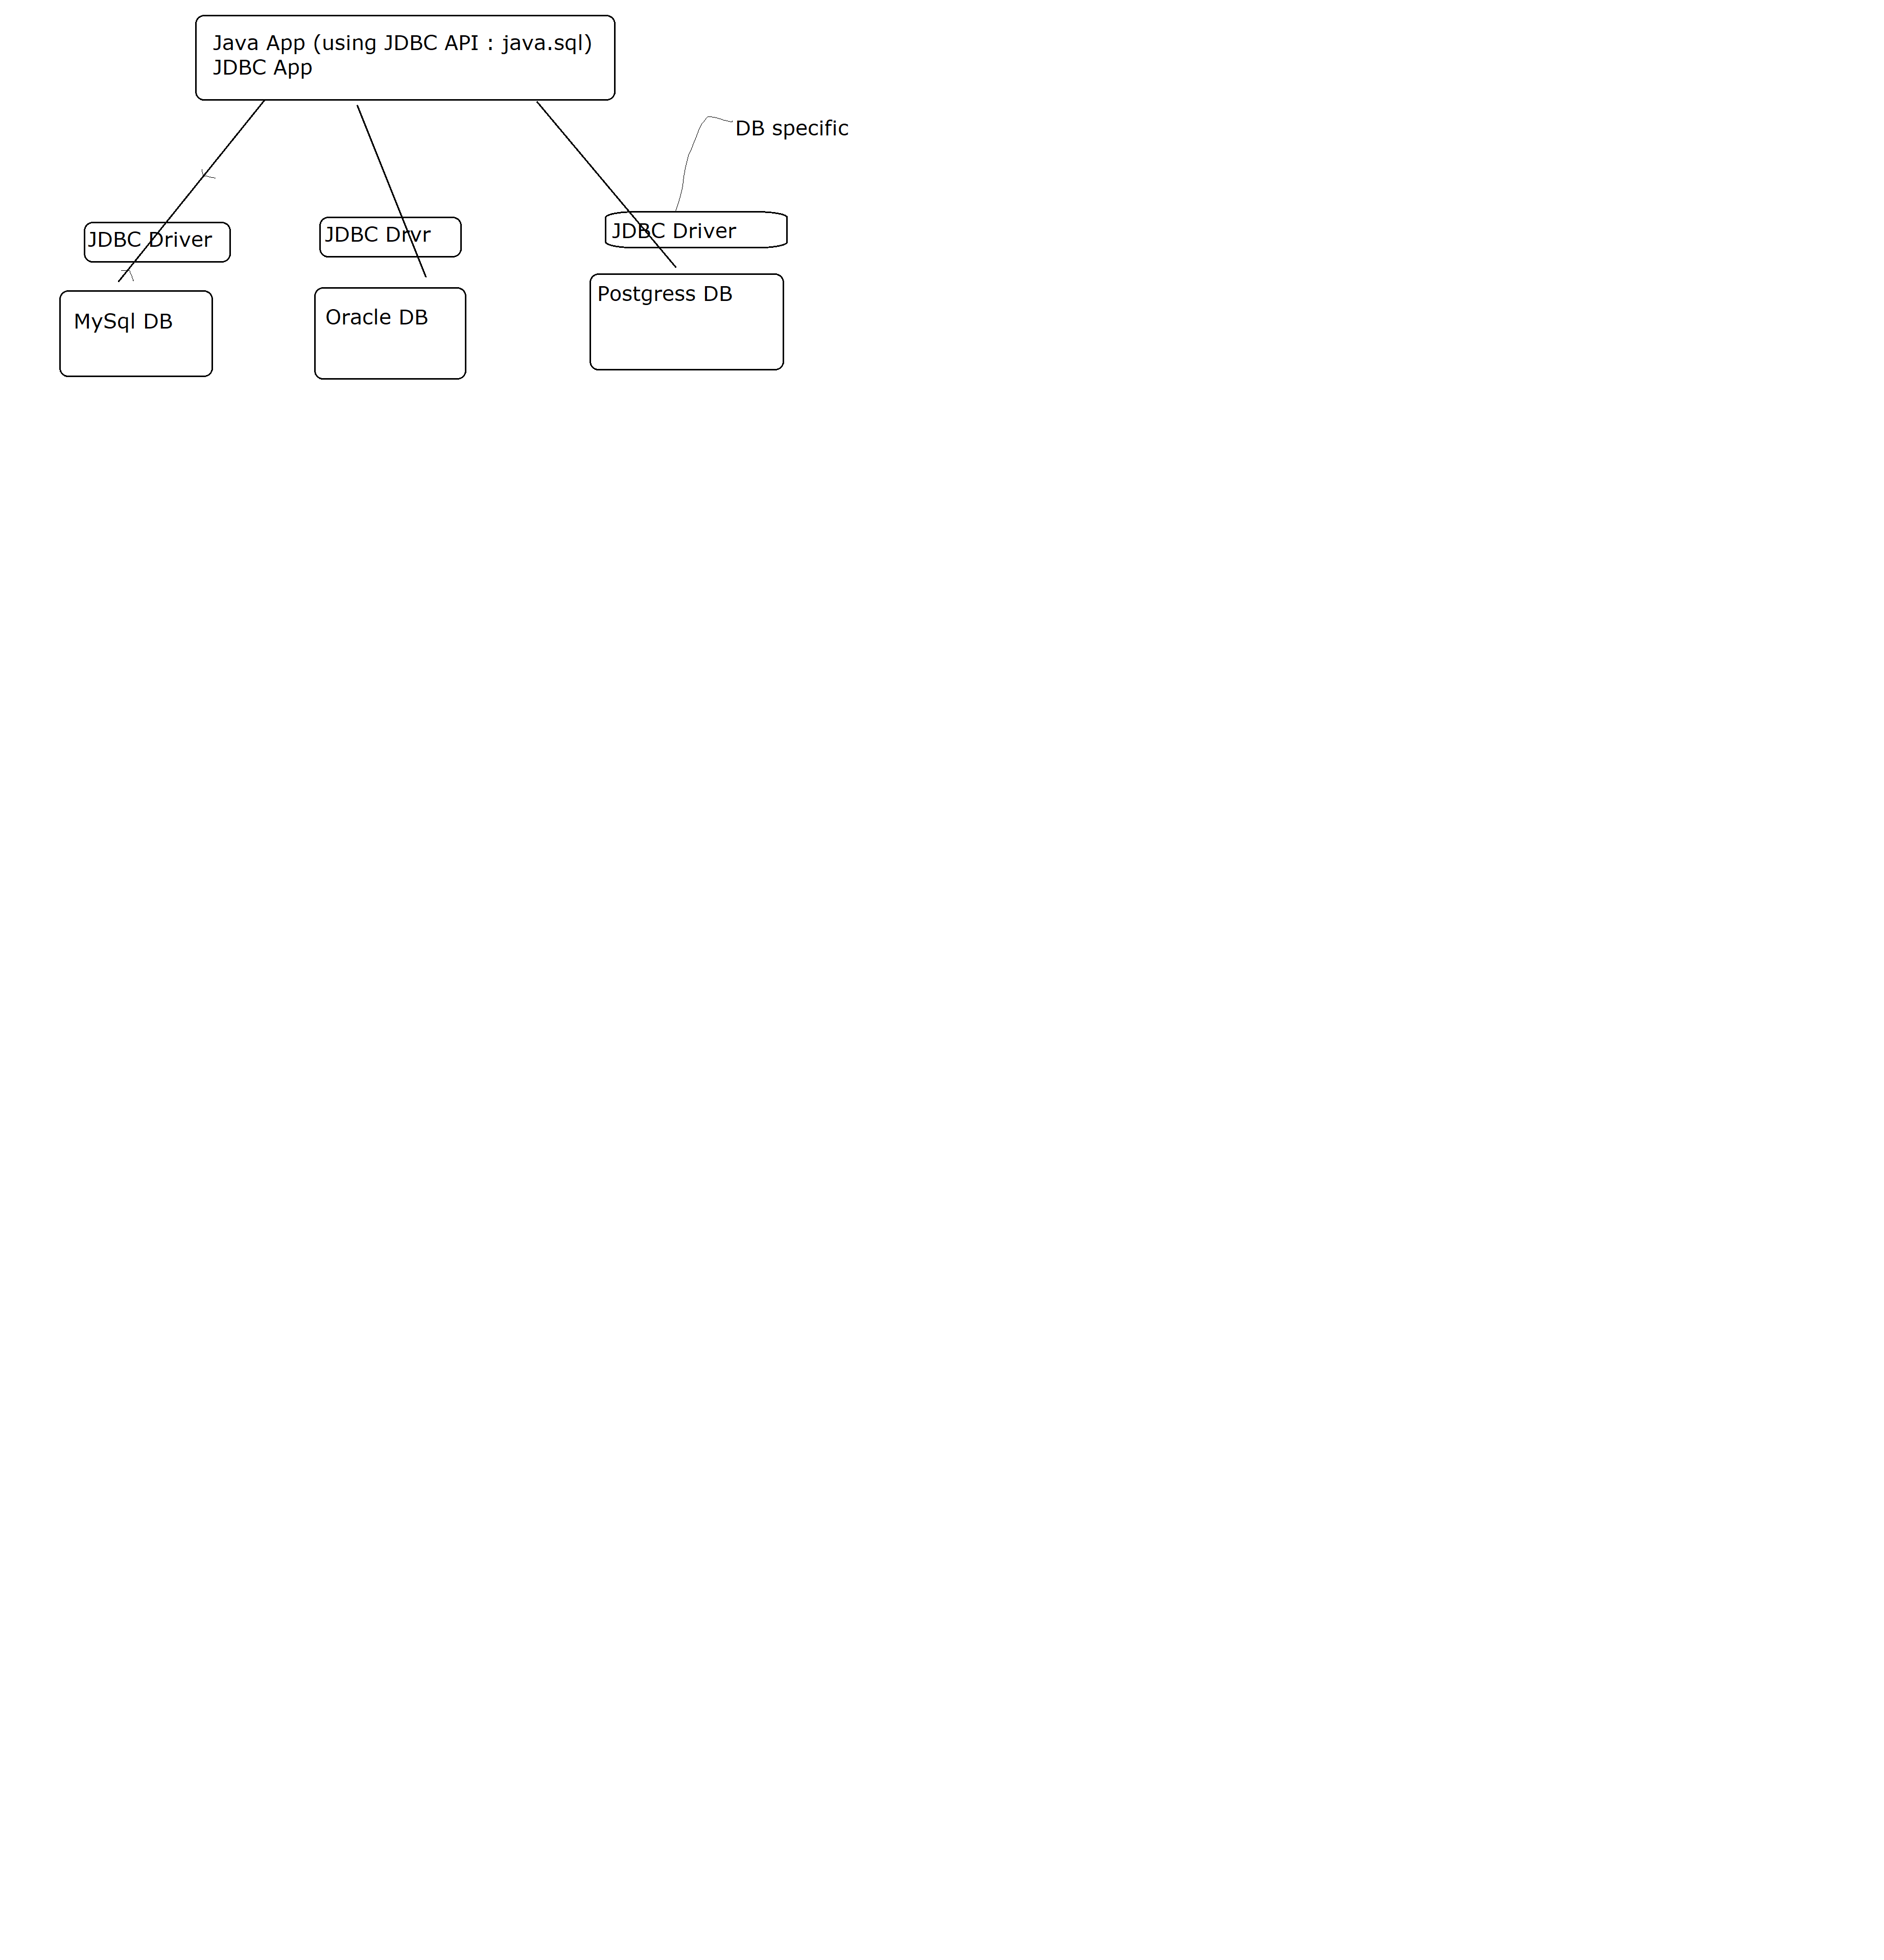 Java App (using JDBC API : java.sql)
JDBC App
DB specific
JDBC Driver
JDBC Drvr
JDBC Driver
MySql DB
Oracle DB
Postgress DB